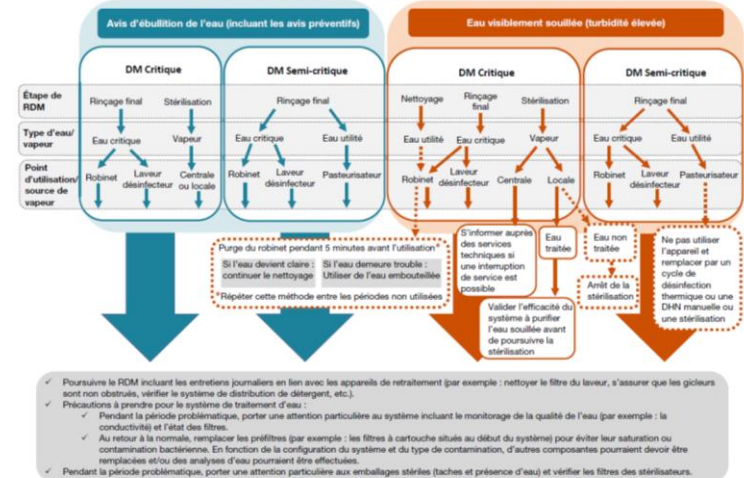 Avis d'ébullition de l'eau (incluant les avis préventifs)
Eau visiblement souillée (turbidité élevée)
DM Critique
DM Semi-critique
DM Critique
DM Semi-critique
Étape de
RDM
Rinçage final
Stérilisation
Rinçage final
Nettoyage
Rinçage
final
Stérilisation
Rinçage final
Type d'eau/
vapeur
Eau critique
Vapeur
Eau critique
Eau utilité
Eau utilité
Eau critique
Vapeur
Eau critique
Eau utilité
Point
d'utilisation/
source de
vapeur
Robinet
Laveur
désinfecteur
Centrale
ou locale
Robinet
Laveur
désinfecteur
Pasteurisateur
Robinet
Laveur
désinfecteur
Centrale
Locale
Robinet
Laveur
désinfecteur
Pasteurisateur
Purge du robinet pendant 5 minutes avant l'utilisation*
Si l'eau devient claire :
continuer le nettoyage
Si l'eau demeure trouble :
Utiliser de l'eau embouteillée
*Répéter cette méthode entre les périodes non utilisées
S'informer auprès
des services
techniques si
une interruption
de service est
possible
Eau
traitée
Eau non
traitée
Arrêt de la
stérilisation
Ne pas utiliser
l'appareil et
remplacer par un
cycle de
désinfection
thermique ou une
DHN manuelle ou
une stérilisation
Valider l'efficacité du
système à purifier
l'eau souillée avant
de poursuivre la
stérilisation
✓ Poursuivre le RDM incluant les entretiens journaliers en lien avec les appareils de retraitement (par exemple : nettoyer le filtre du laveur, s'assurer que les gicleurs
sont non obstrués, vérifier le système de distribution de détergent, etc.).
✓ Précautions à prendre pour le système de traitement d'eau :
✓ Pendant la période problématique, porter une attention particulière au système incluant le monitorage de la qualité de l'eau (par exemple : la
conductivité) et l'état des filtres.
✓ Au retour à la normale, remplacer les préfiltres (par exemple : les filtres à cartouche situés au début du système) pour éviter leur saturation ou
contamination bactérienne. En fonction de la configuration du système et du type de contamination, d'autres composantes pourraient devoir être
remplacées et/ou des analyses d'eau pourraient être effectuées.
✓ Pendant la période problématique, porter une attention particulière aux emballages stériles (taches et présence d'eau) et vérifier les filtres des stérilisateurs.